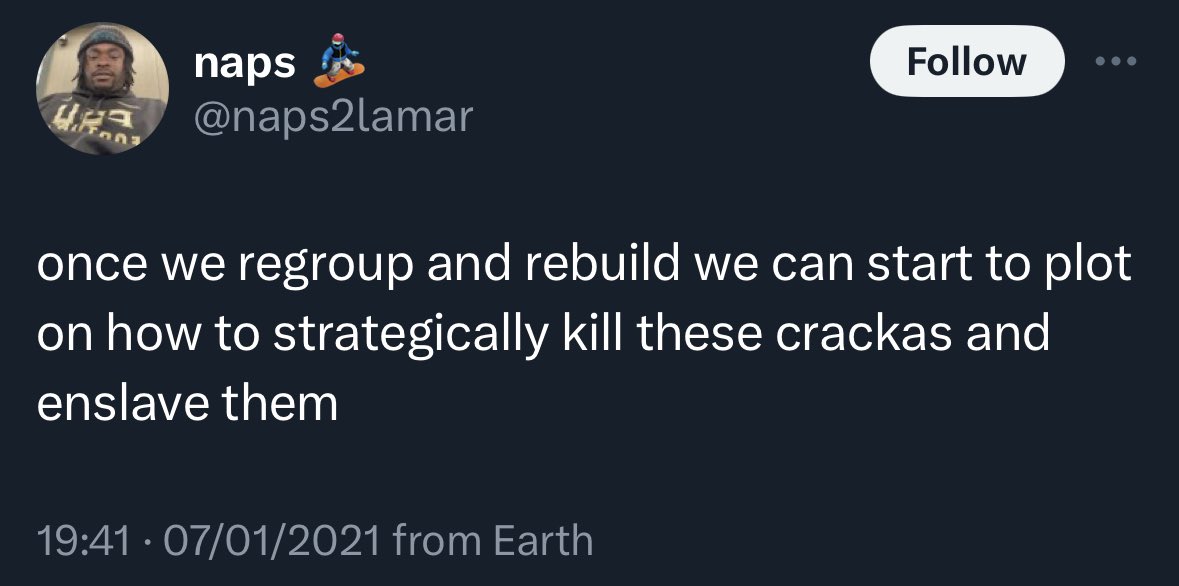 naps 🏂
Follow
@naps2lamar
once we regroup and rebuild we can start to plot
on how to strategically kill these crackas and
enslave them
19:41 · 07/01/2021 from Earth